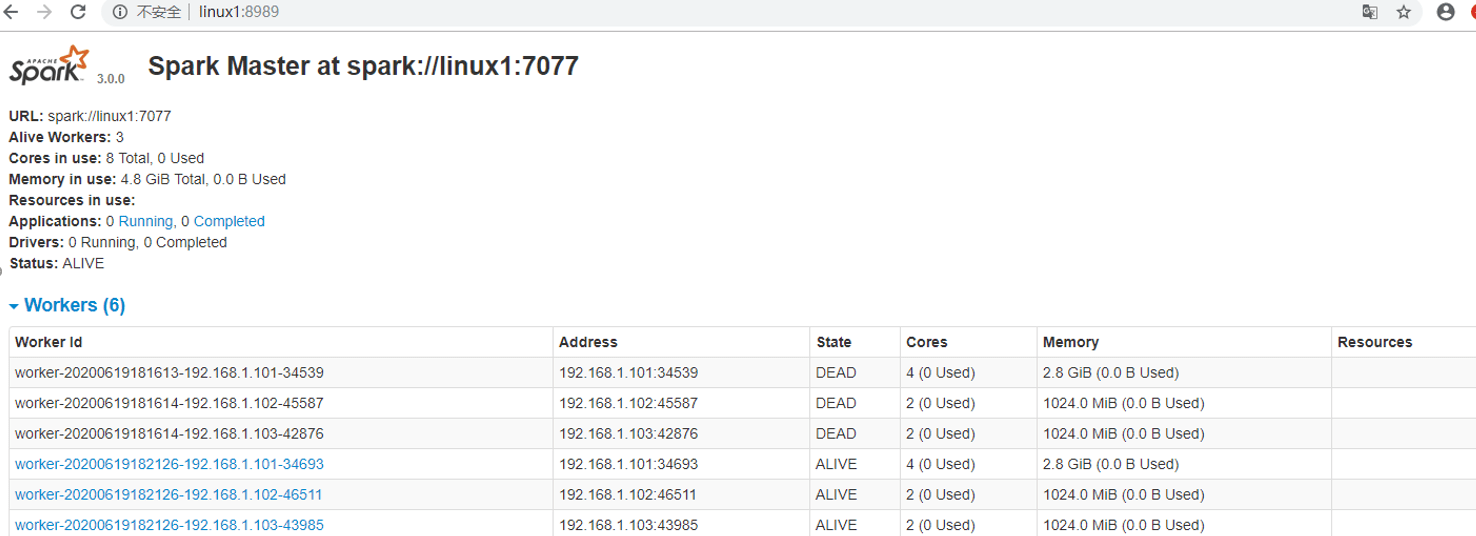 不安全 | linux1:8989
APACHE
Spark 3.0.0 Spark Master at spark://linux1:7077
URL: spark://linux1:7077
Alive Workers: 3
Cores in use: 8 Total, 0 Used
Memory in use: 4.8 GiB Total, 0.0 B Used
Resources in use:
Applications: 0 Running, 0 Completed
Drivers: 0 Running, 0 Completed
Status: ALIVE
Workers (6)
Worker Id Address State Cores Memory Resources
worker-20200619181613-192.168.1.101-34539 192.168.1.101:34539 DEAD 4 (0 Used) 2.8 GiB (0.0 B Used)
worker-20200619181614-192.168.1.102-45587 192.168.1.102:45587 DEAD 2 (0 Used) 1024.0 MiB (0.0 B Used)
worker-20200619181614-192.168.1.103-42876 192.168.1.103:42876 DEAD 2 (0 Used) 1024.0 MiB (0.0 B Used)
worker-20200619182126-192.168.1.101-34693 192.168.1.101:34693 ALIVE 4 (0 Used) 2.8 GiB (0.0 B Used)
worker-20200619182126-192.168.1.102-46511 192.168.1.102:46511 ALIVE 2 (0 Used) 1024.0 MiB (0.0 B Used)
worker-20200619182126-192.168.1.103-43985 192.168.1.103:43985 ALIVE 2 (0 Used) 1024.0 MiB (0.0 B Used)